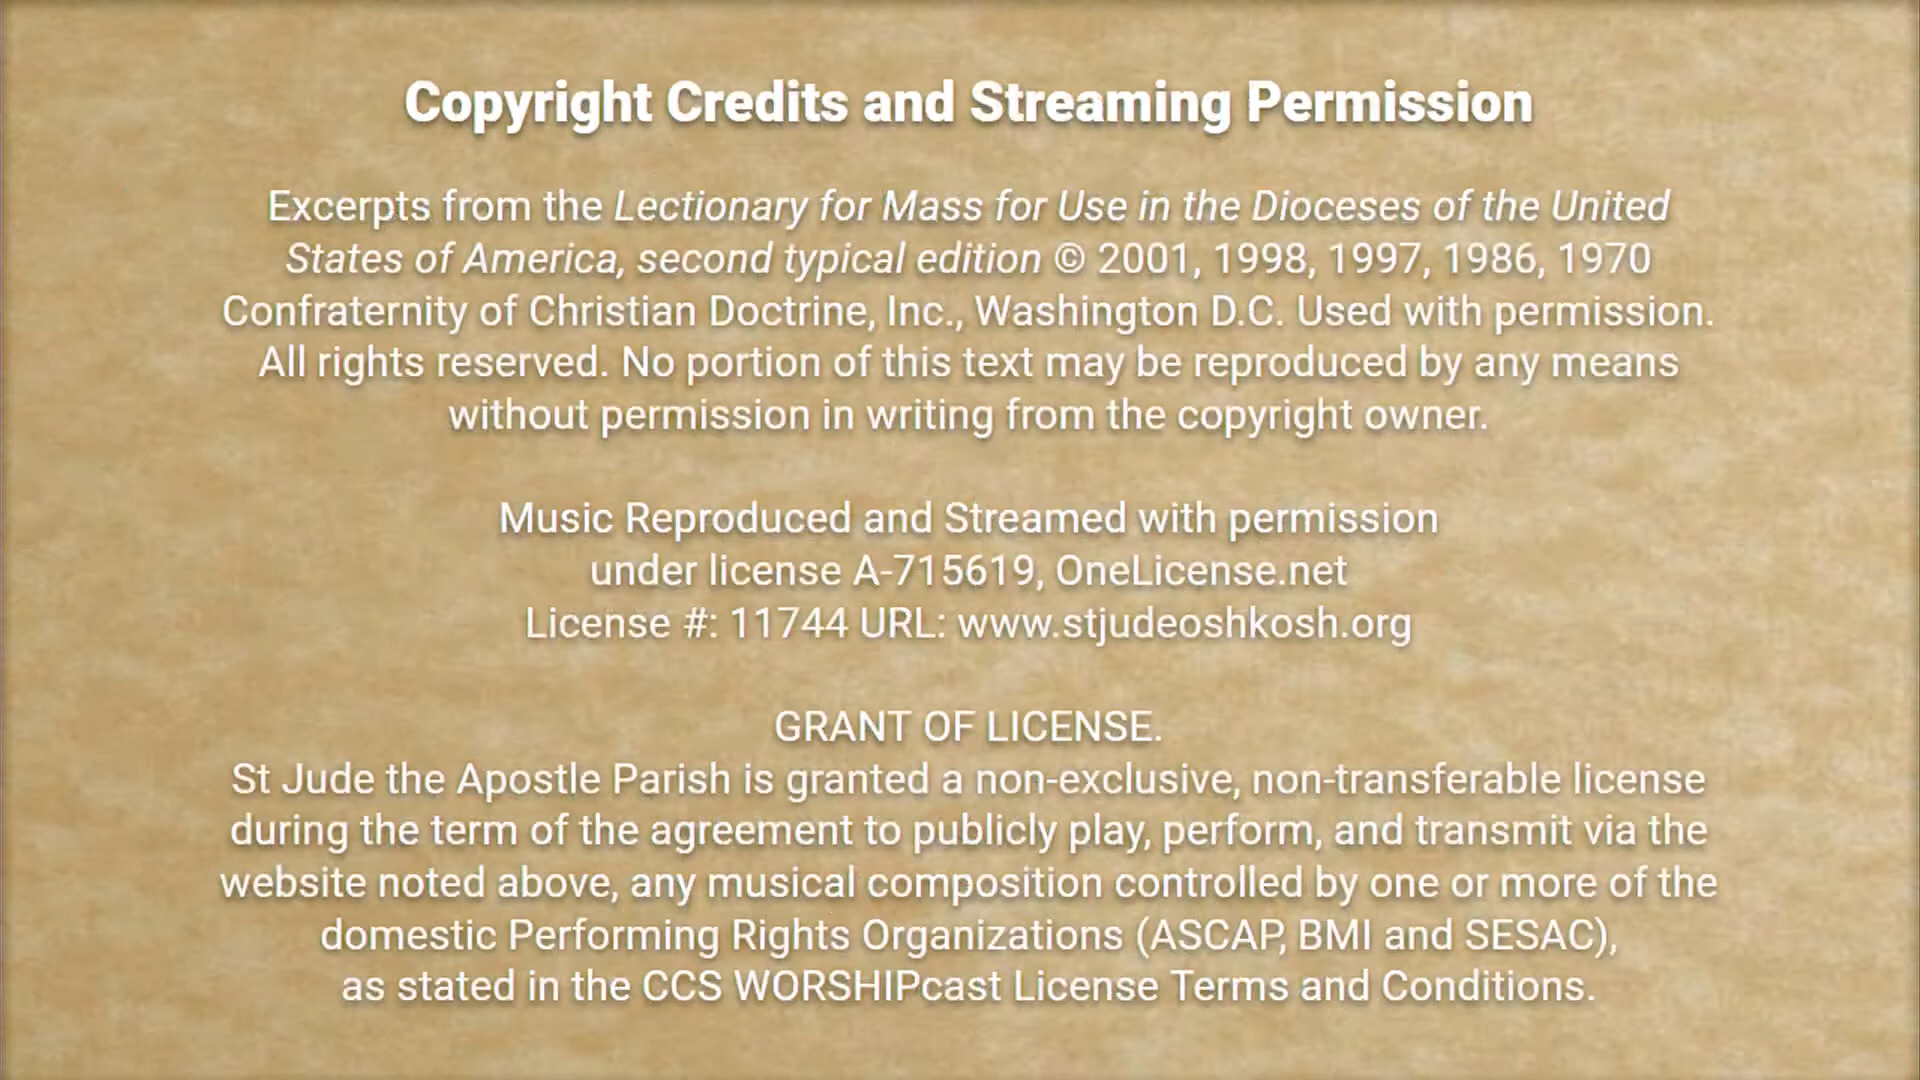 Copyright Credits and Streaming Permission
Excerpts from the Lectionary for Mass for Use in the Dioceses of the United
States of America, second typical edition © 2001, 1998, 1997, 1986, 1970
Confraternity of Christian Doctrine, Inc., Washington D.C. Used with permission.
All rights reserved. No portion of this text may be reproduced by any means
without permission in writing from the copyright owner.
Music Reproduced and Streamed with permission
under license A-715619, OneLicense.net
License #: 11744 URL: www.stjudeoshkosh.org
GRANT OF LICENSE.
St Jude the Apostle Parish is granted a non-exclusive, non-transferable license
during the term of the agreement to publicly play, perform, and transmit via the
website noted above, any musical composition controlled by one or more of the
domestic Performing Rights Organizations (ASCAP, BMI and SESAC),
as stated in the CCS WORSHIPcast License Terms and Conditions.